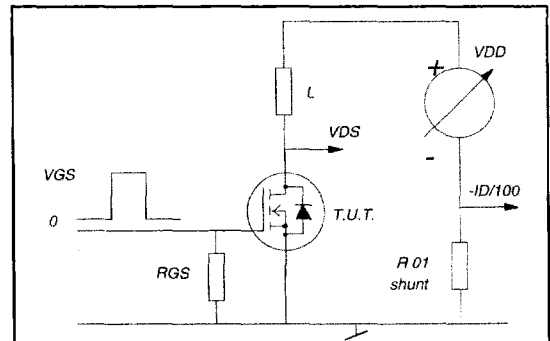 +
VDD
L
VDS
-
VGS
-ID/100
0
T.U.T.
RGS
R 01
shunt